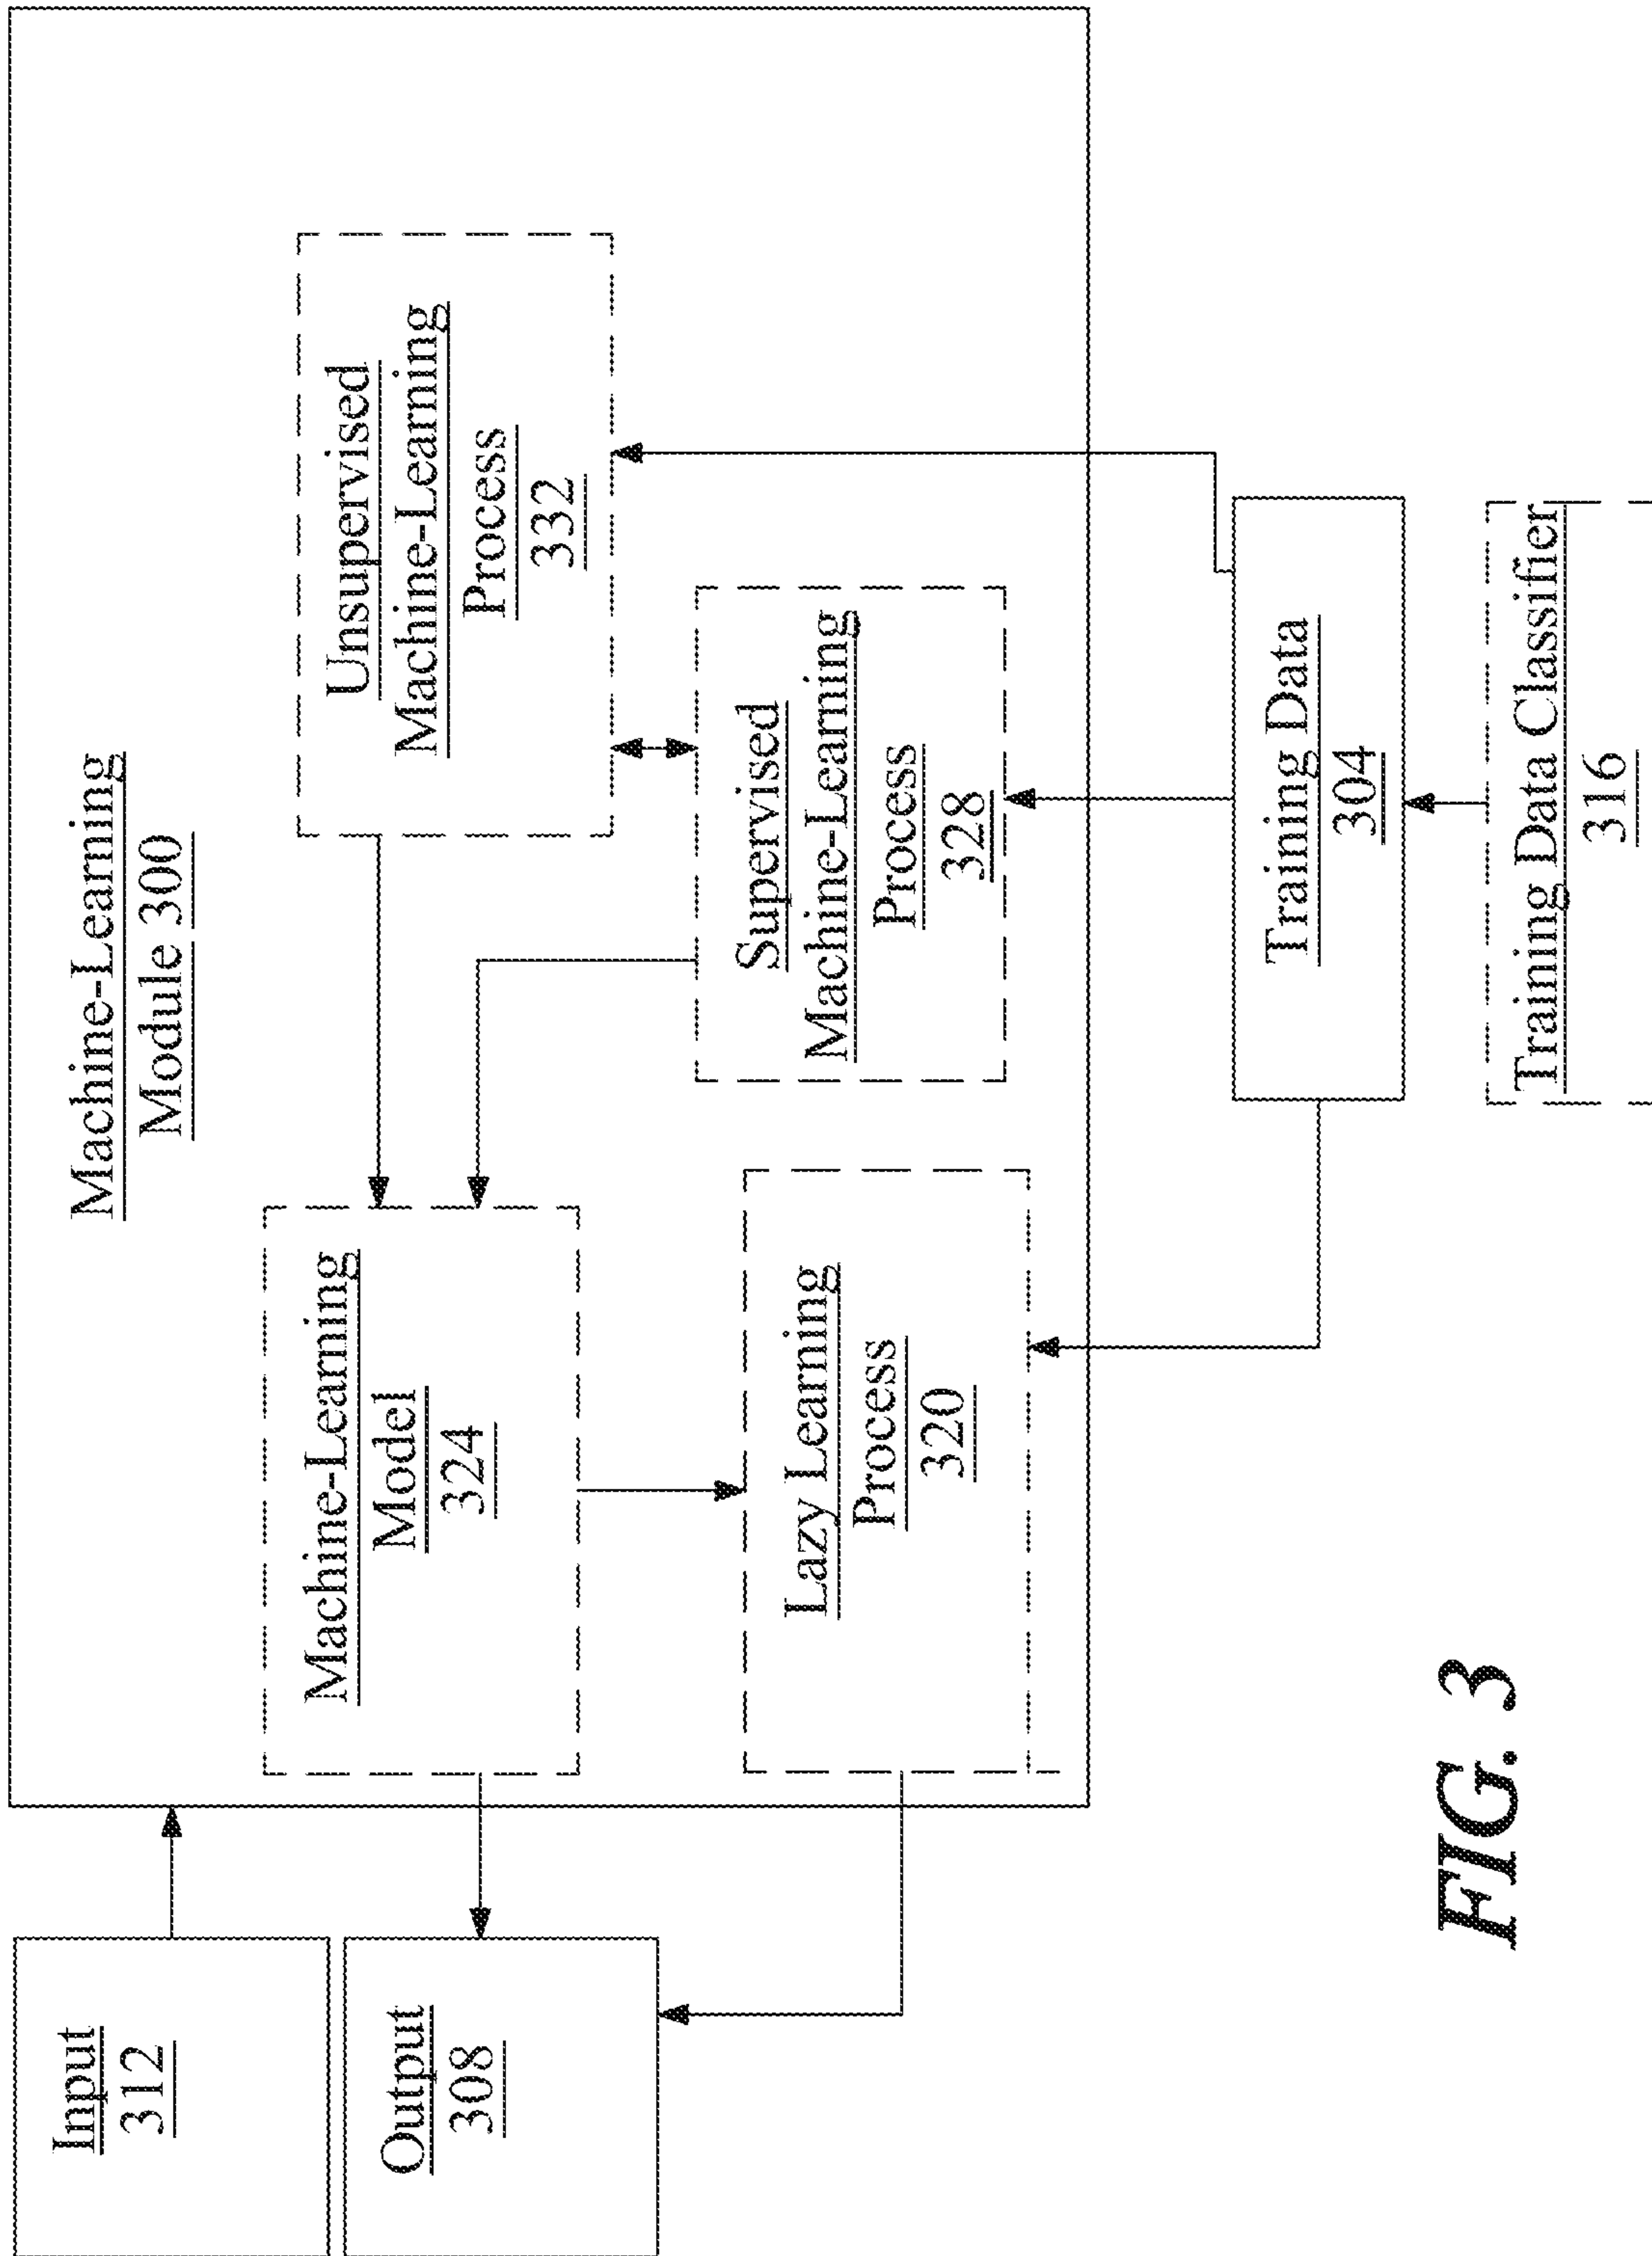 Machine-Learning
Module 300
Input
312
Output
308
Machine-Learning
Model
324
Unsupervised
Machine-Learning
Process
332
Lazy Learning
Process
320
Supervised
Machine-Learning
Process
328
Training Data
304
Training Data Classifier
316
FIG. 3